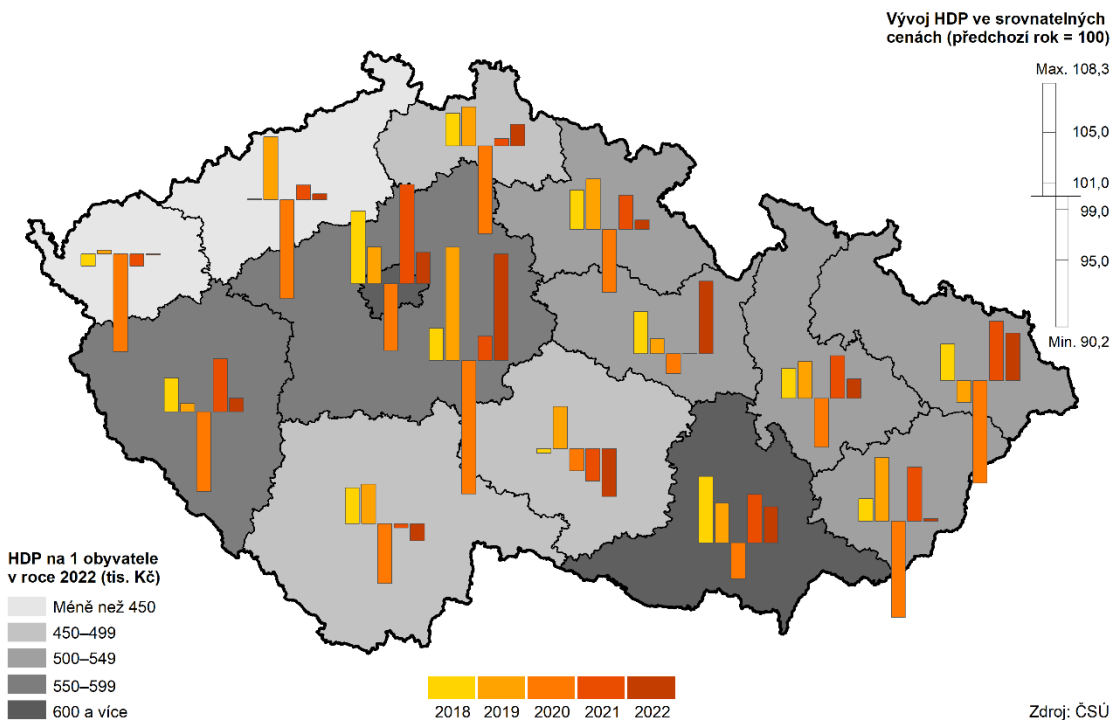 Vývoj HDP ve srovnatelných
cenách (předchozí rok = 100)
Max. 108,3
105,0
101,0
99,0
95,0
Min. 90,2
HDP na 1 obyvatele
v roce 2022 (tis. Kč)
Méně než 450
450–499
500–549
550–599
600 a více
2018 2019 2020 2021 2022
Zdroj: ČSÚ